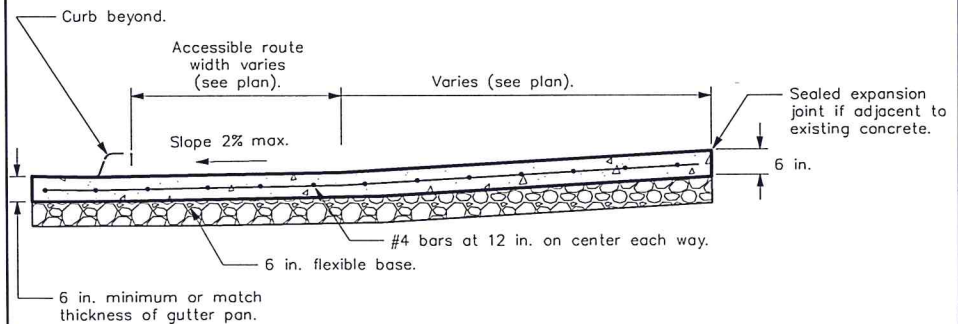 Curb beyond.
Accessible route
width varies
(see plan).
Varies (see plan).
Sealed expansion
joint if adjacent to
existing concrete.
Slope 2% max.
6 in.
#4 bars at 12 in. on center each way.
6 in. flexible base.
6 in. minimum or match
thickness of gutter pan.